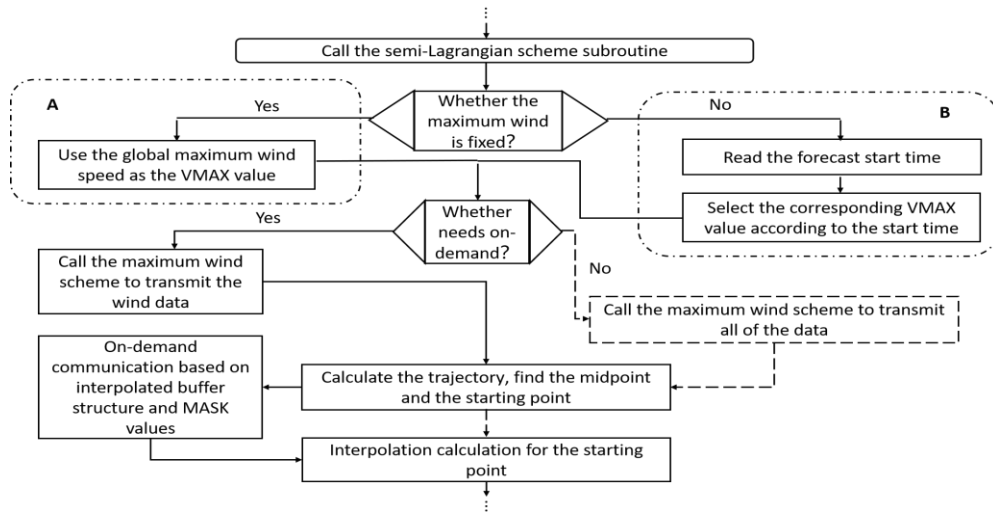 Call the semi-Lagrangian scheme subroutine
A
Yes
Whether the
maximum wind
is fixed?
No
B
Use the global maximum wind
speed as the VMAX value
Read the forecast start time
Select the corresponding VMAX
value according to the start time
Yes
Whether
needs on-
demand?
No
Call the maximum wind
scheme to transmit the
wind data
Call the maximum wind scheme to transmit
all of the data
On-demand
communication based on
interpolated buffer
structure and MASK
values
Calculate the trajectory, find the midpoint
and the starting point
Interpolation calculation for the starting
point